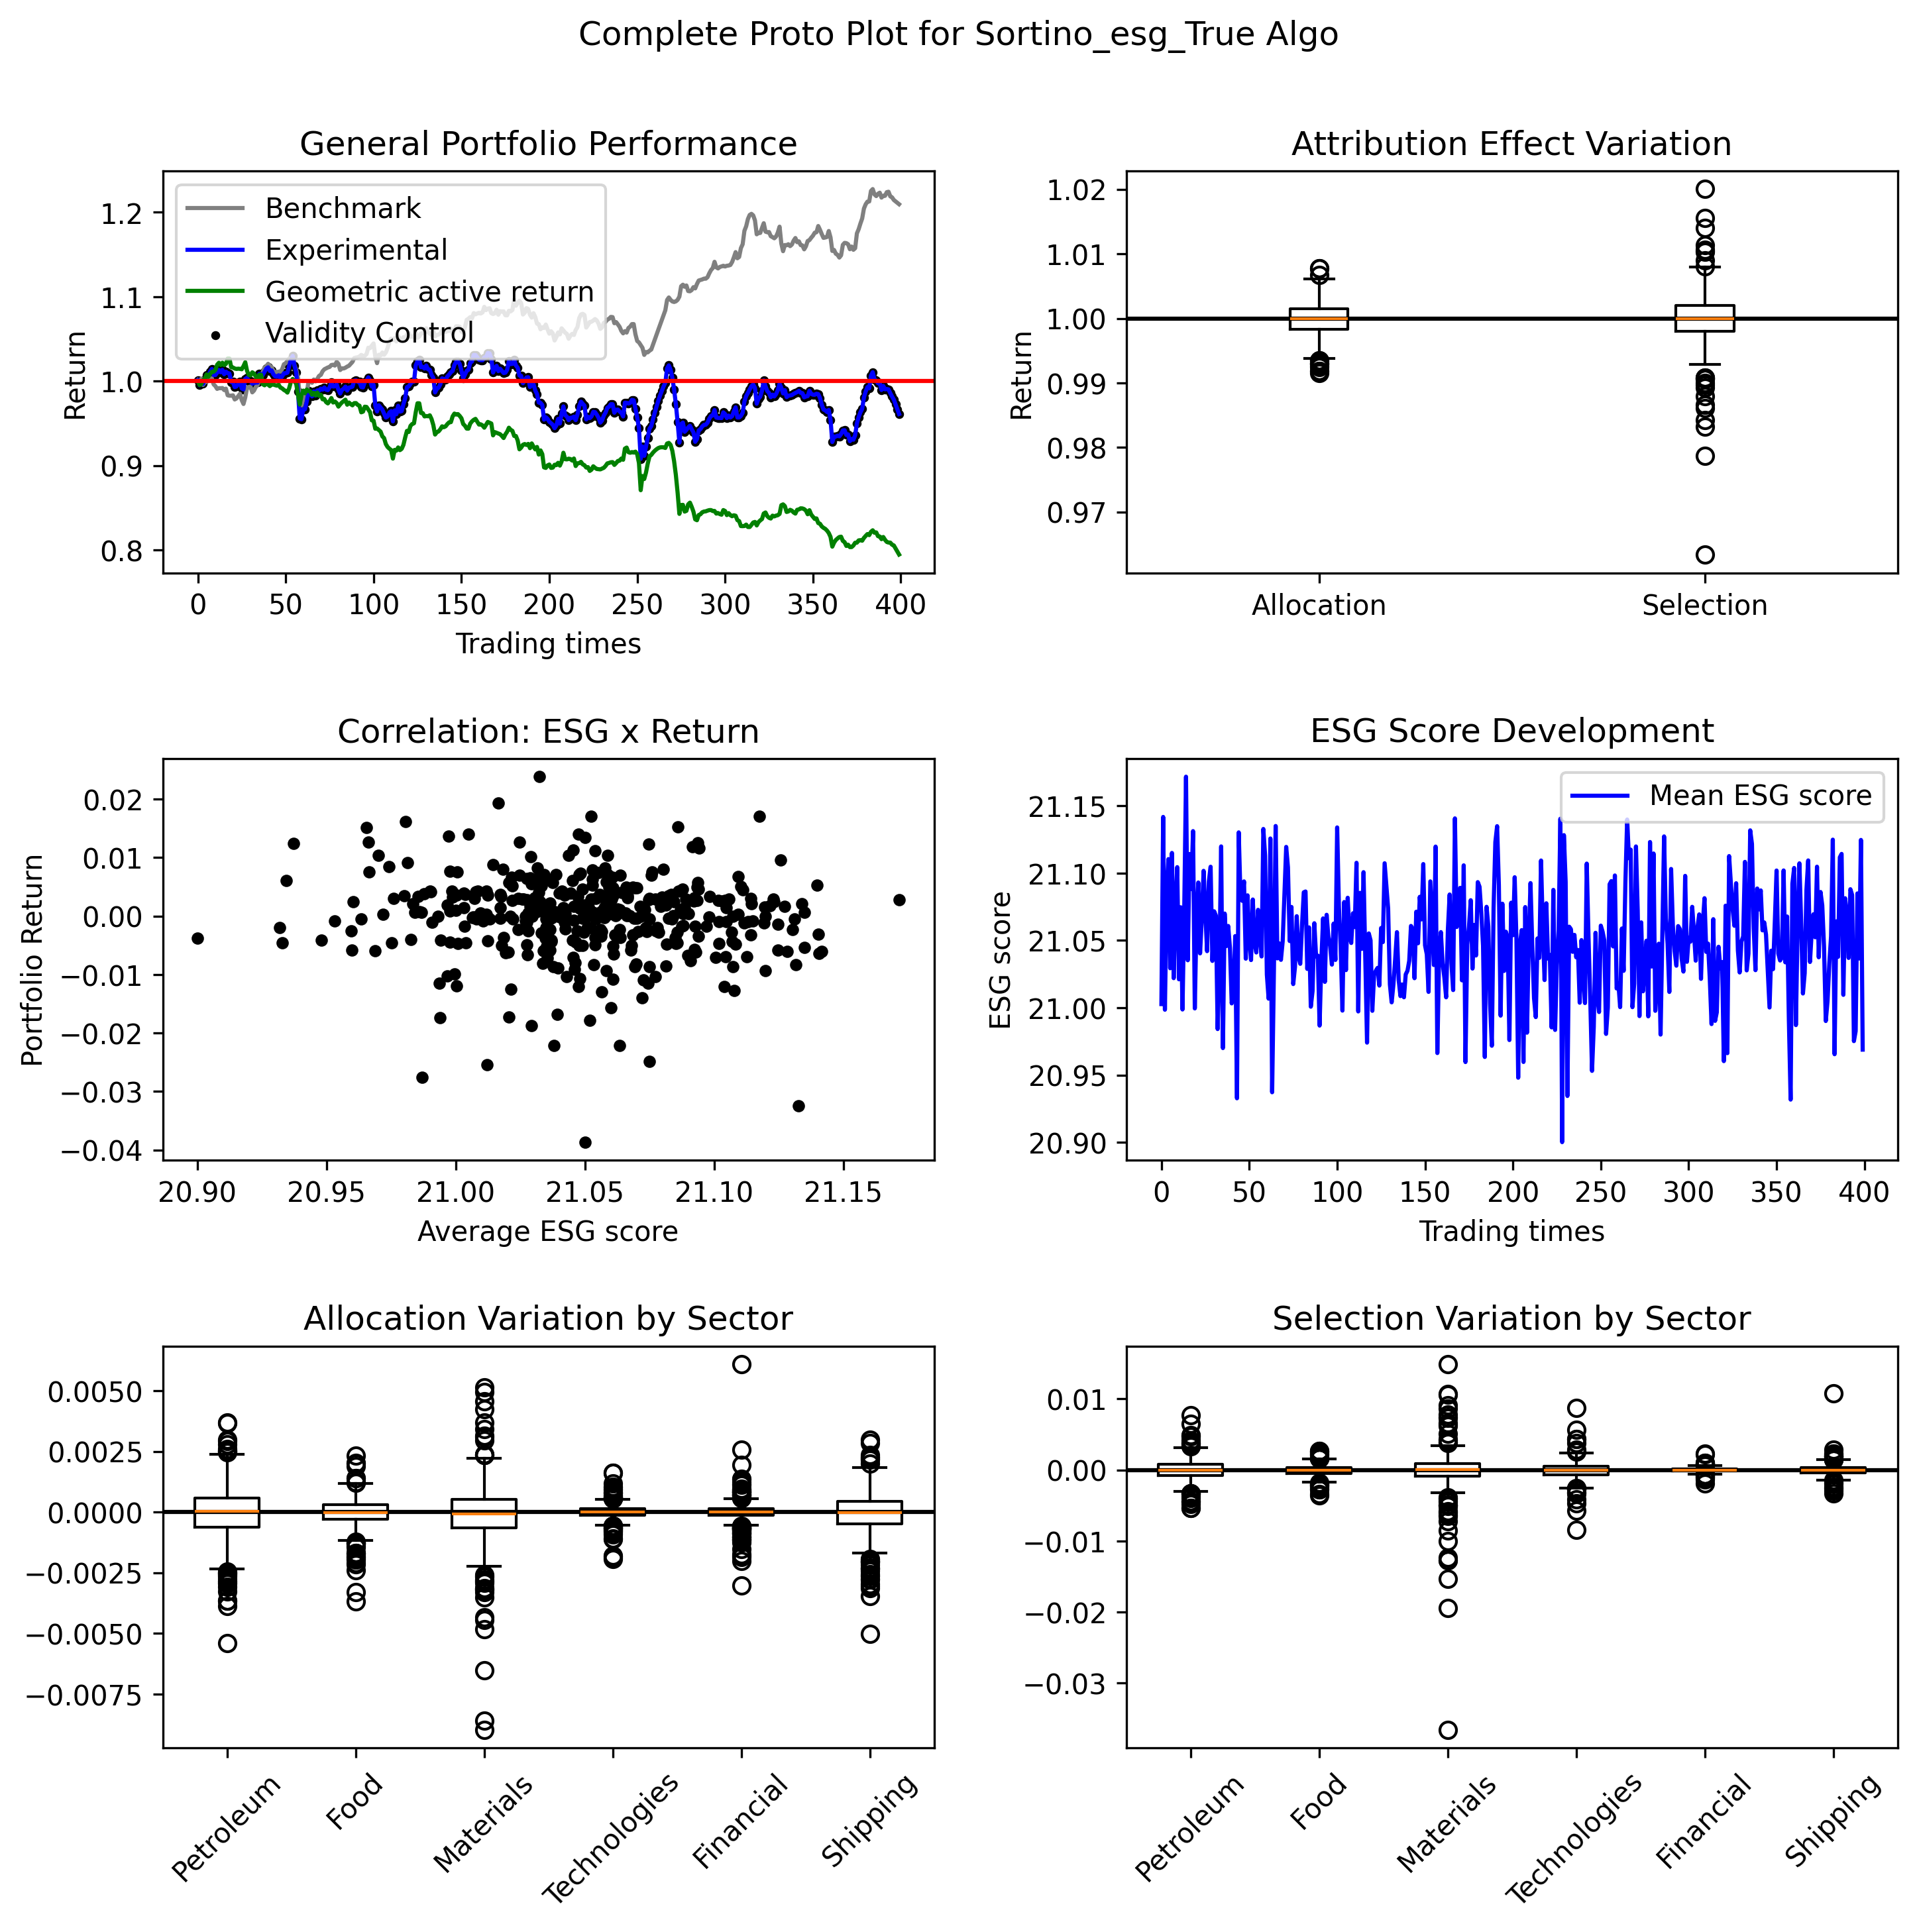 Complete Proto Plot for Sortino_esg_True Algo
General Portfolio Performance
Return
1.2
1.1
1.0
0.9
0.8
Benchmark
Experimental
Geometric active return
Validity Control
0 50 100 150 200 250 300 350 400
Trading times
Attribution Effect Variation
Return
1.02
1.01
1.00
0.99
0.98
0.97
Allocation Selection
Correlation: ESG x Return
Portfolio Return
0.02
0.01
0.00
−0.01
−0.02
−0.03
−0.04
20.90 20.95 21.00 21.05 21.10 21.15
Average ESG score
ESG Score Development
ESG score
21.15
21.10
21.05
21.00
20.95
20.90
Mean ESG score
0 50 100 150 200 250 300 350 400
Trading times
Allocation Variation by Sector
0.0050
0.0025
0.0000
−0.0025
−0.0050
−0.0075
Petroleum
Food
Materials
Technologies
Financial
Shipping
Selection Variation by Sector
0.01
0.00
−0.01
−0.02
−0.03
Petroleum
Food
Materials
Technologies
Financial
Shipping